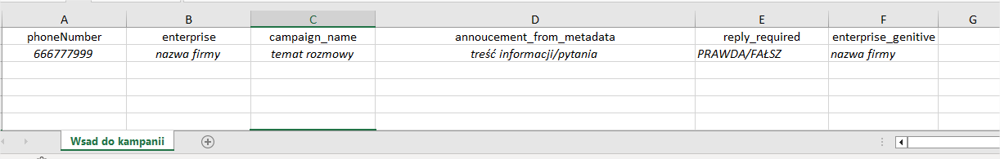 A B C D E F G
phoneNumber enterprise campaign_name annoucement_from_metadata reply_required enterprise_genitive
666777999 nazwa firmy temat rozmowy treść informacji/pytania PRAWDA/FAŁSZ nazwa firmy
Wsad do kampanii